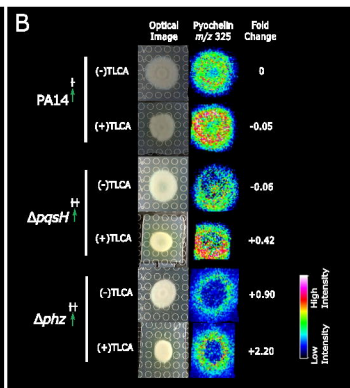 B
Optical Image
Pyochelin m/z 325
Fold Change
PA14
(-)TLCA
0
(+)TLCA
-0.05
ΔpqsH
(-)TLCA
-0.06
(+)TLCA
+0.42
Δphz
(-)TLCA
+0.90
(+)TLCA
+2.20
Low Intensity
High Intensity